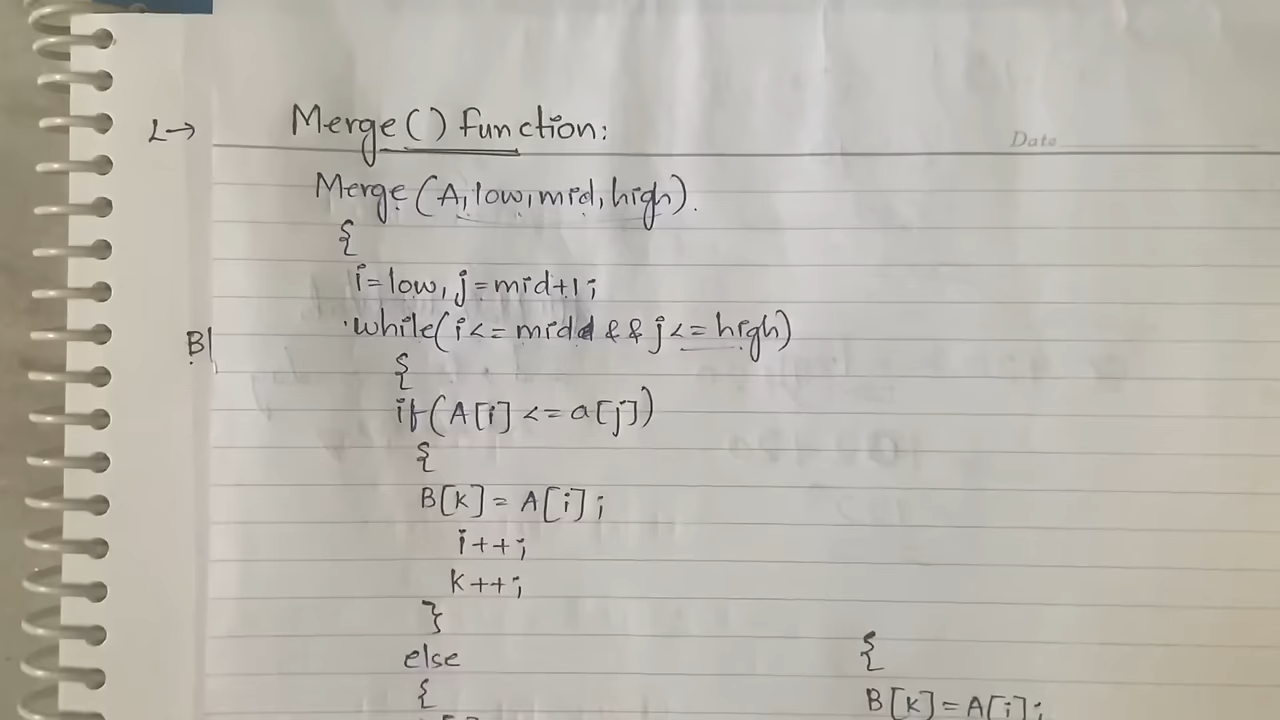 L→ Merge() function:
Date
Merge(A,low,mid,high).
{
i=low, j=mid+1;
while(i<=mid && j<=high)
B|
{
if(A[i] <= a[j])
{
B[k] = A[i];
i++;
k++;
}
else
{
{
B[k]=A[i];